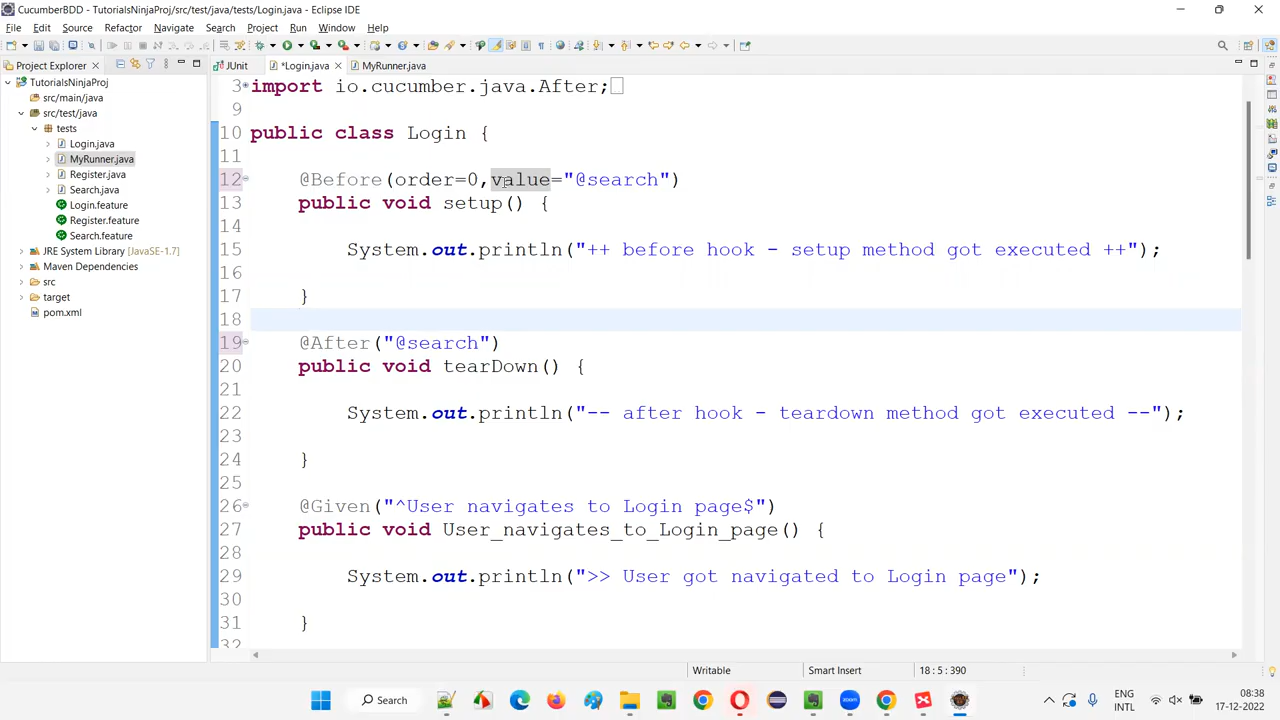 CucumberBDD - TutorialsNinjaProj/src/test/java/tests/Login.java - Eclipse IDE
File Edit Source Refactor Navigate Search Project Run Window Help
Project Explorer
JUnit
*Login.java
MyRunner.java
TutorialsNinjaProj
src/main/java
src/test/java
tests
Login.java
MyRunner.java
Register.java
Search.java
Login.feature
Register.feature
Search.feature
JRE System Library [JavaSE-1.7]
Maven Dependencies
src
target
pom.xml
3 import io.cucumber.java.After;
9
10 public class Login {
11
12 @Before(order=0,value="@search")
13 public void setup() {
14
15 System.out.println("++ before hook - setup method got executed ++");
16
17 }
18
19 @After("@search")
20 public void tearDown() {
21
22 System.out.println("-- after hook - teardown method got executed --");
23
24 }
25
26 @Given("^User navigates to Login page$")
27 public void User_navigates_to_Login_page() {
28
29 System.out.println(">> User got navigated to Login page");
30
31 }
32
Writable
Smart Insert
18 : 5 : 390
Search
ENG
INTL
08:38
17-12-2022